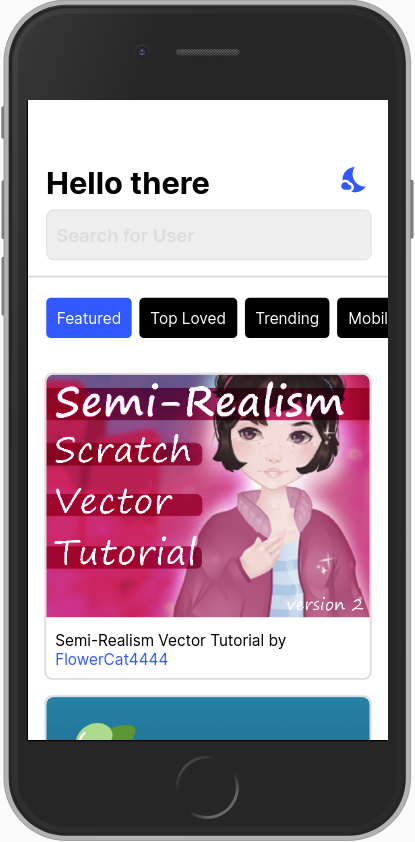 Hello there
Search for User
Featured
Top Loved
Trending
Mobil
Semi-Realism
Scratch
Vector
Tutorial
version 2
Semi-Realism Vector Tutorial by
FlowerCat4444